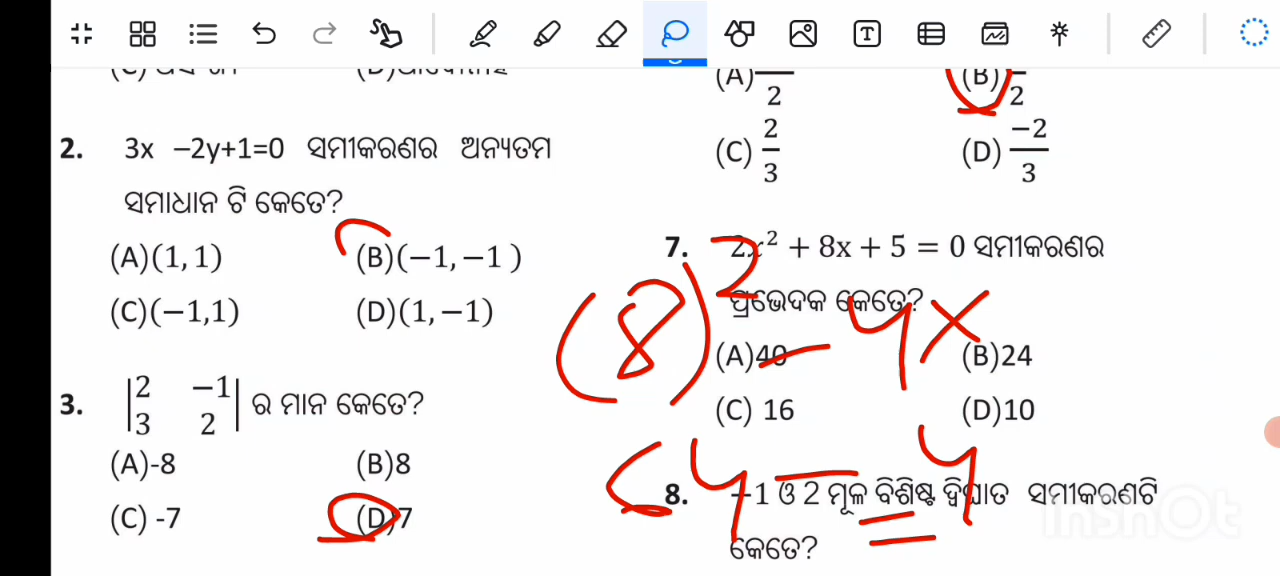 2. 3x −2y+1=0 ସମୀକରଣର ଅନ୍ୟତମ
ସମାଧାନ ଟି କେତେ?
(A)(1, 1) (B)(−1, −1 )
(C)(−1,1) (D)(1, −1)
3. |2 −1|
|3 2| ର ମାନ କେତେ?
(A)-8 (B)8
(C) -7 (D)7
(A) 2 (B) 2
(C) 2/3 (D) −2/3
7. 2x² + 8x + 5 = 0 ସମୀକରଣର
ପ୍ରଭେଦକ କେତେ?
(A)40 (B)24
(C) 16 (D)10
8. −1 ଓ 2 ମୂଳ ବିଶିଷ୍ଟ ଦ୍ଵିଘାତ ସମୀକରଣଟି
କେତେ?
(8)² − 4×
64 − 4
InShOt